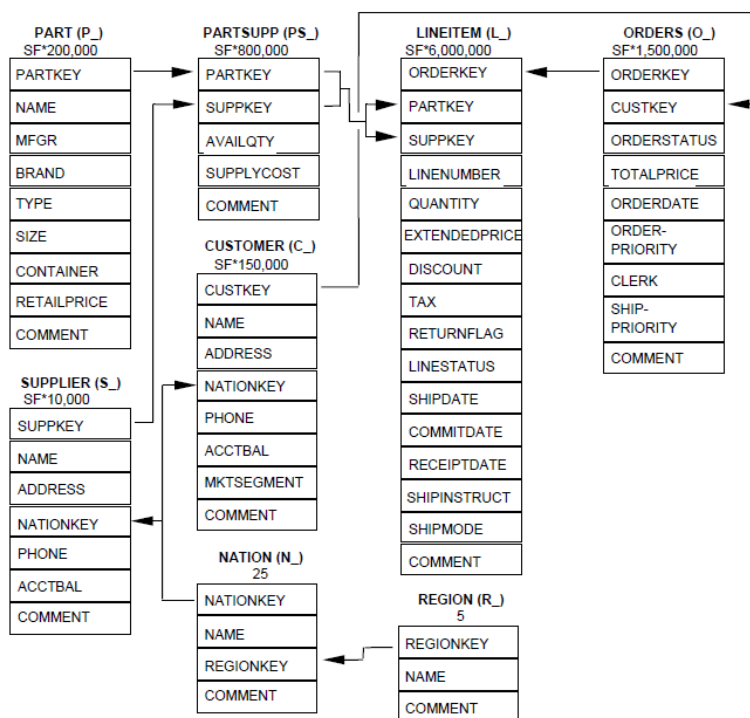 PART (P_)
SF*200,000
PARTKEY
NAME
MFGR
BRAND
TYPE
SIZE
CONTAINER
RETAILPRICE
COMMENT
SUPPLIER (S_)
SF*10,000
SUPPKEY
NAME
ADDRESS
NATIONKEY
PHONE
ACCTBAL
COMMENT
PARTSUPP (PS_)
SF*800,000
PARTKEY
SUPPKEY
AVAILQTY
SUPPLYCOST
COMMENT
CUSTOMER (C_)
SF*150,000
CUSTKEY
NAME
ADDRESS
NATIONKEY
PHONE
ACCTBAL
MKTSEGMENT
COMMENT
NATION (N_)
25
NATIONKEY
NAME
REGIONKEY
COMMENT
LINEITEM (L_)
SF*6,000,000
ORDERKEY
PARTKEY
SUPPKEY
LINENUMBER
QUANTITY
EXTENDEDPRICE
DISCOUNT
TAX
RETURNFLAG
LINESTATUS
SHIPDATE
COMMITDATE
RECEIPTDATE
SHIPINSTRUCT
SHIPMODE
COMMENT
REGION (R_)
5
REGIONKEY
NAME
COMMENT
ORDERS (O_)
SF*1,500,000
ORDERKEY
CUSTKEY
ORDERSTATUS
TOTALPRICE
ORDERDATE
ORDER-
PRIORITY
CLERK
SHIP-
PRIORITY
COMMENT